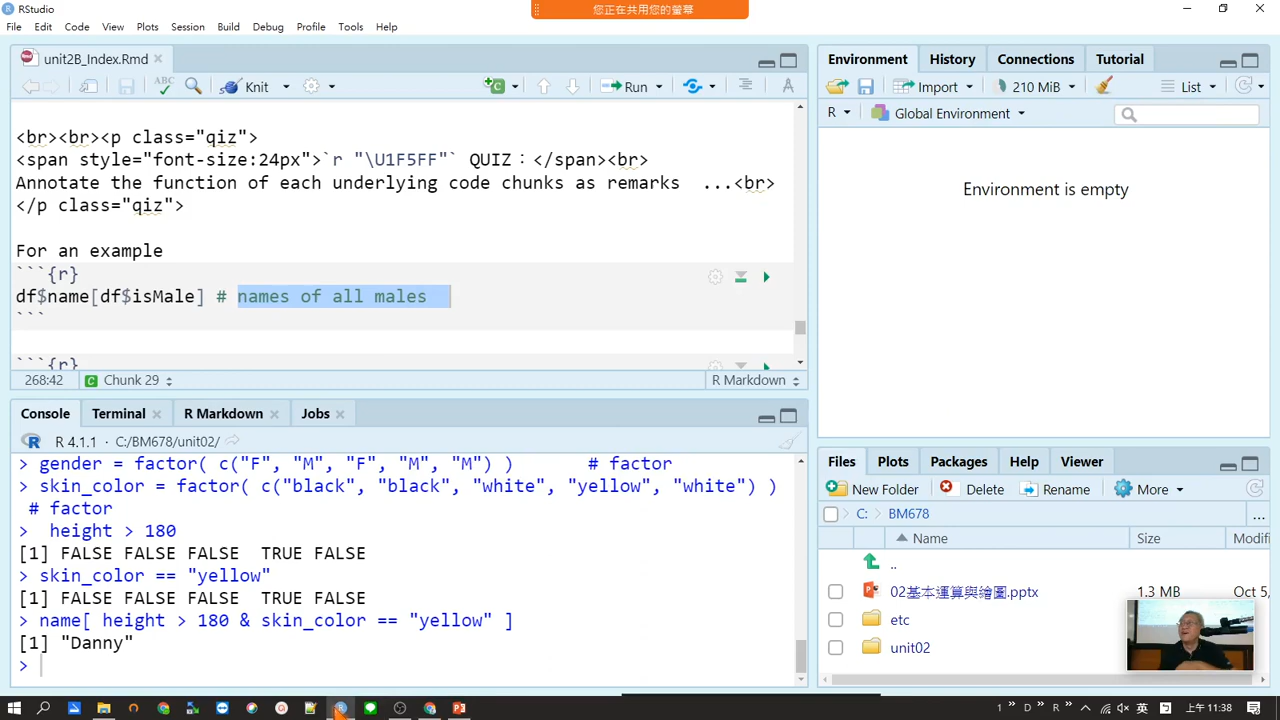 RStudio
您正在共用您的螢幕
File Edit Code View Plots Session Build Debug Profile Tools Help
unit2B_Index.Rmd
ABC Knit Run
<br><br><p class="qiz">
<span style="font-size:24px">`r "\U1F5FF"` QUIZ：</span><br>
Annotate the function of each underlying code chunks as remarks ...<br>
</p class="qiz">
For an example
```{r}
df$name[df$isMale] # names of all males
```
```{r}
268:42 Chunk 29 R Markdown
Console Terminal R Markdown Jobs
R 4.1.1 · C:/BM678/unit02/
> gender = factor( c("F", "M", "F", "M", "M") ) # factor
> skin_color = factor( c("black", "black", "white", "yellow", "white") )
# factor
> height > 180
[1] FALSE FALSE FALSE TRUE FALSE
> skin_color == "yellow"
[1] FALSE FALSE FALSE TRUE FALSE
> name[ height > 180 & skin_color == "yellow" ]
[1] "Danny"
>
Environment History Connections Tutorial
Import 210 MiB List
R Global Environment
Environment is empty
Files Plots Packages Help Viewer
New Folder Delete Rename More
C: BM678 ...
Name Size Modifi
..
02基本運算與繪圖.pptx 1.3 MB Oct 5,
etc
unit02
英 上午 11:38